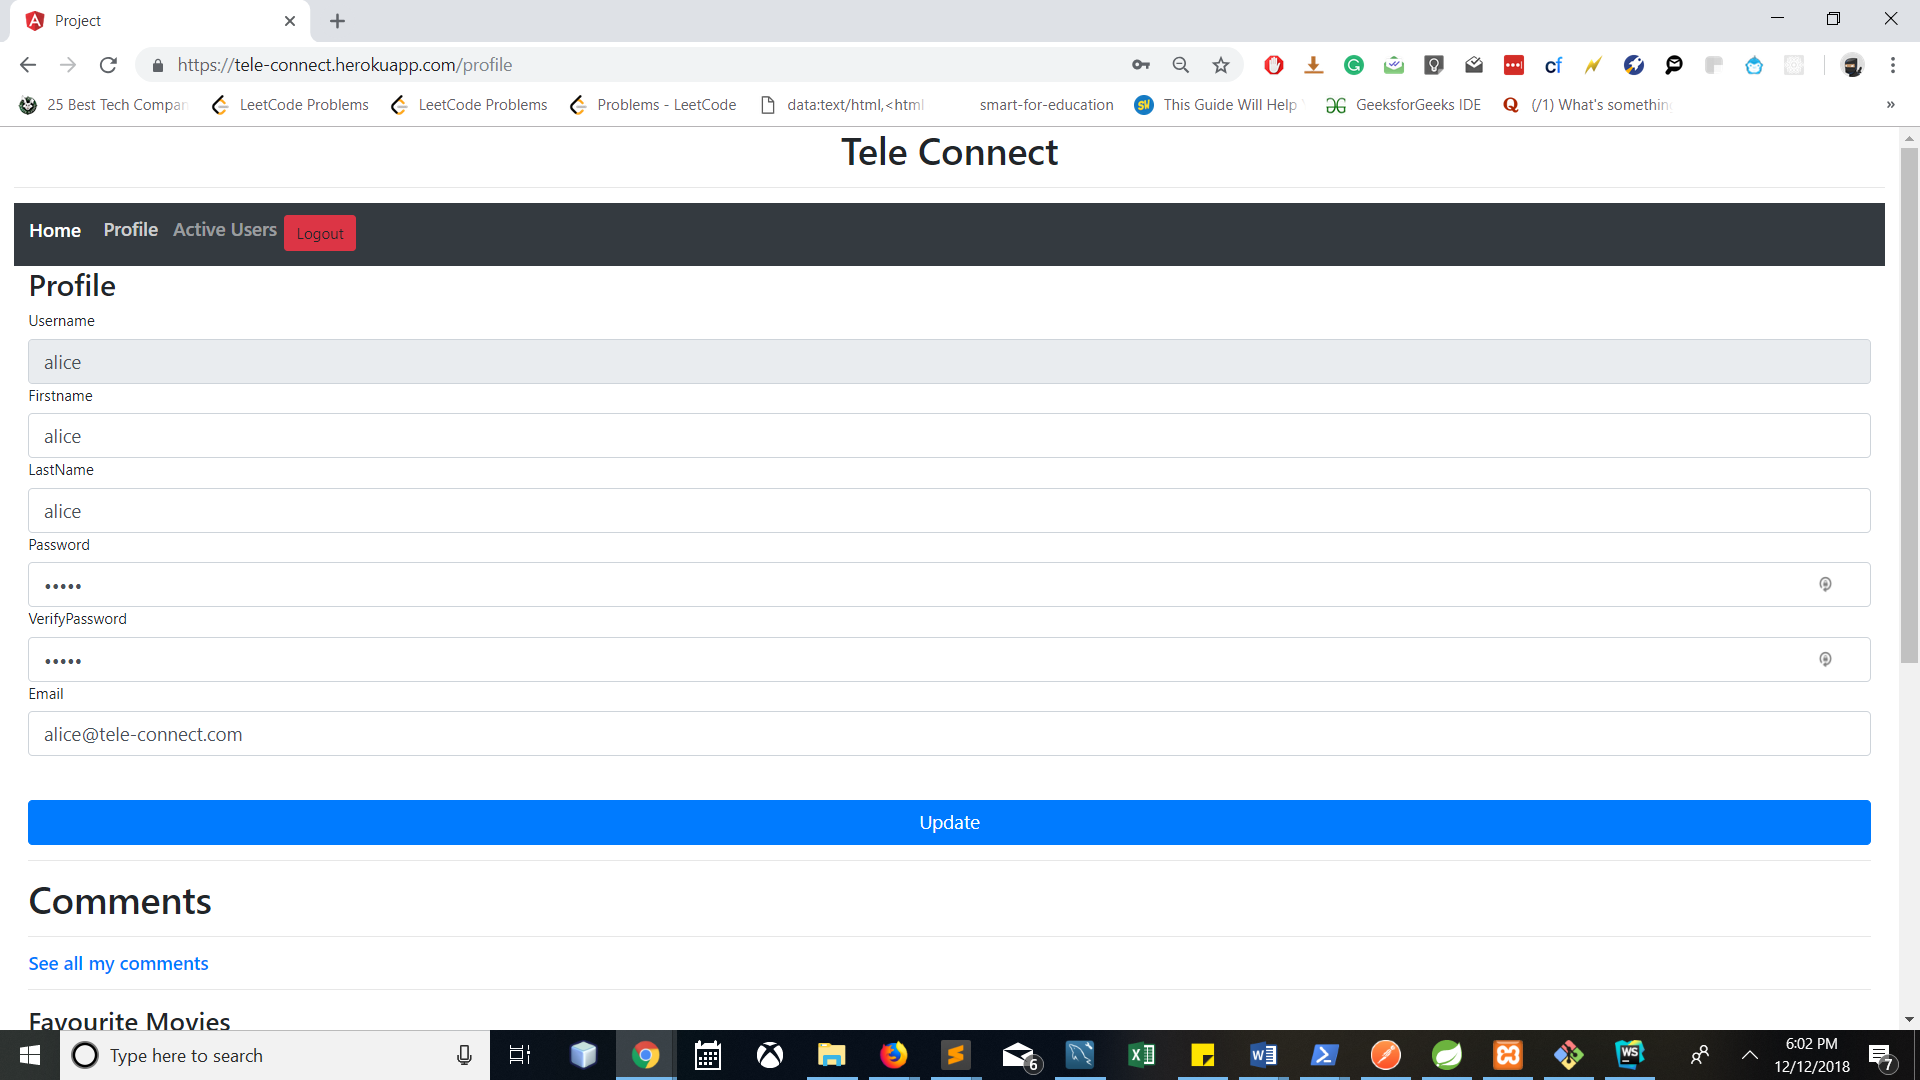 Project
https://tele-connect.herokuapp.com/profile
25 Best Tech Compan LeetCode Problems LeetCode Problems Problems - LeetCode data:text/html,<html smart-for-education This Guide Will Help GeeksforGeeks IDE (/1) What's somethin »
Tele Connect
Home Profile Active Users Logout
Profile
Username
alice
Firstname
alice
LastName
alice
Password
•••••
VerifyPassword
•••••
Email
alice@tele-connect.com
Update
Comments
See all my comments
Favourite Movies
Type here to search
6
6:02 PM
12/12/2018
7